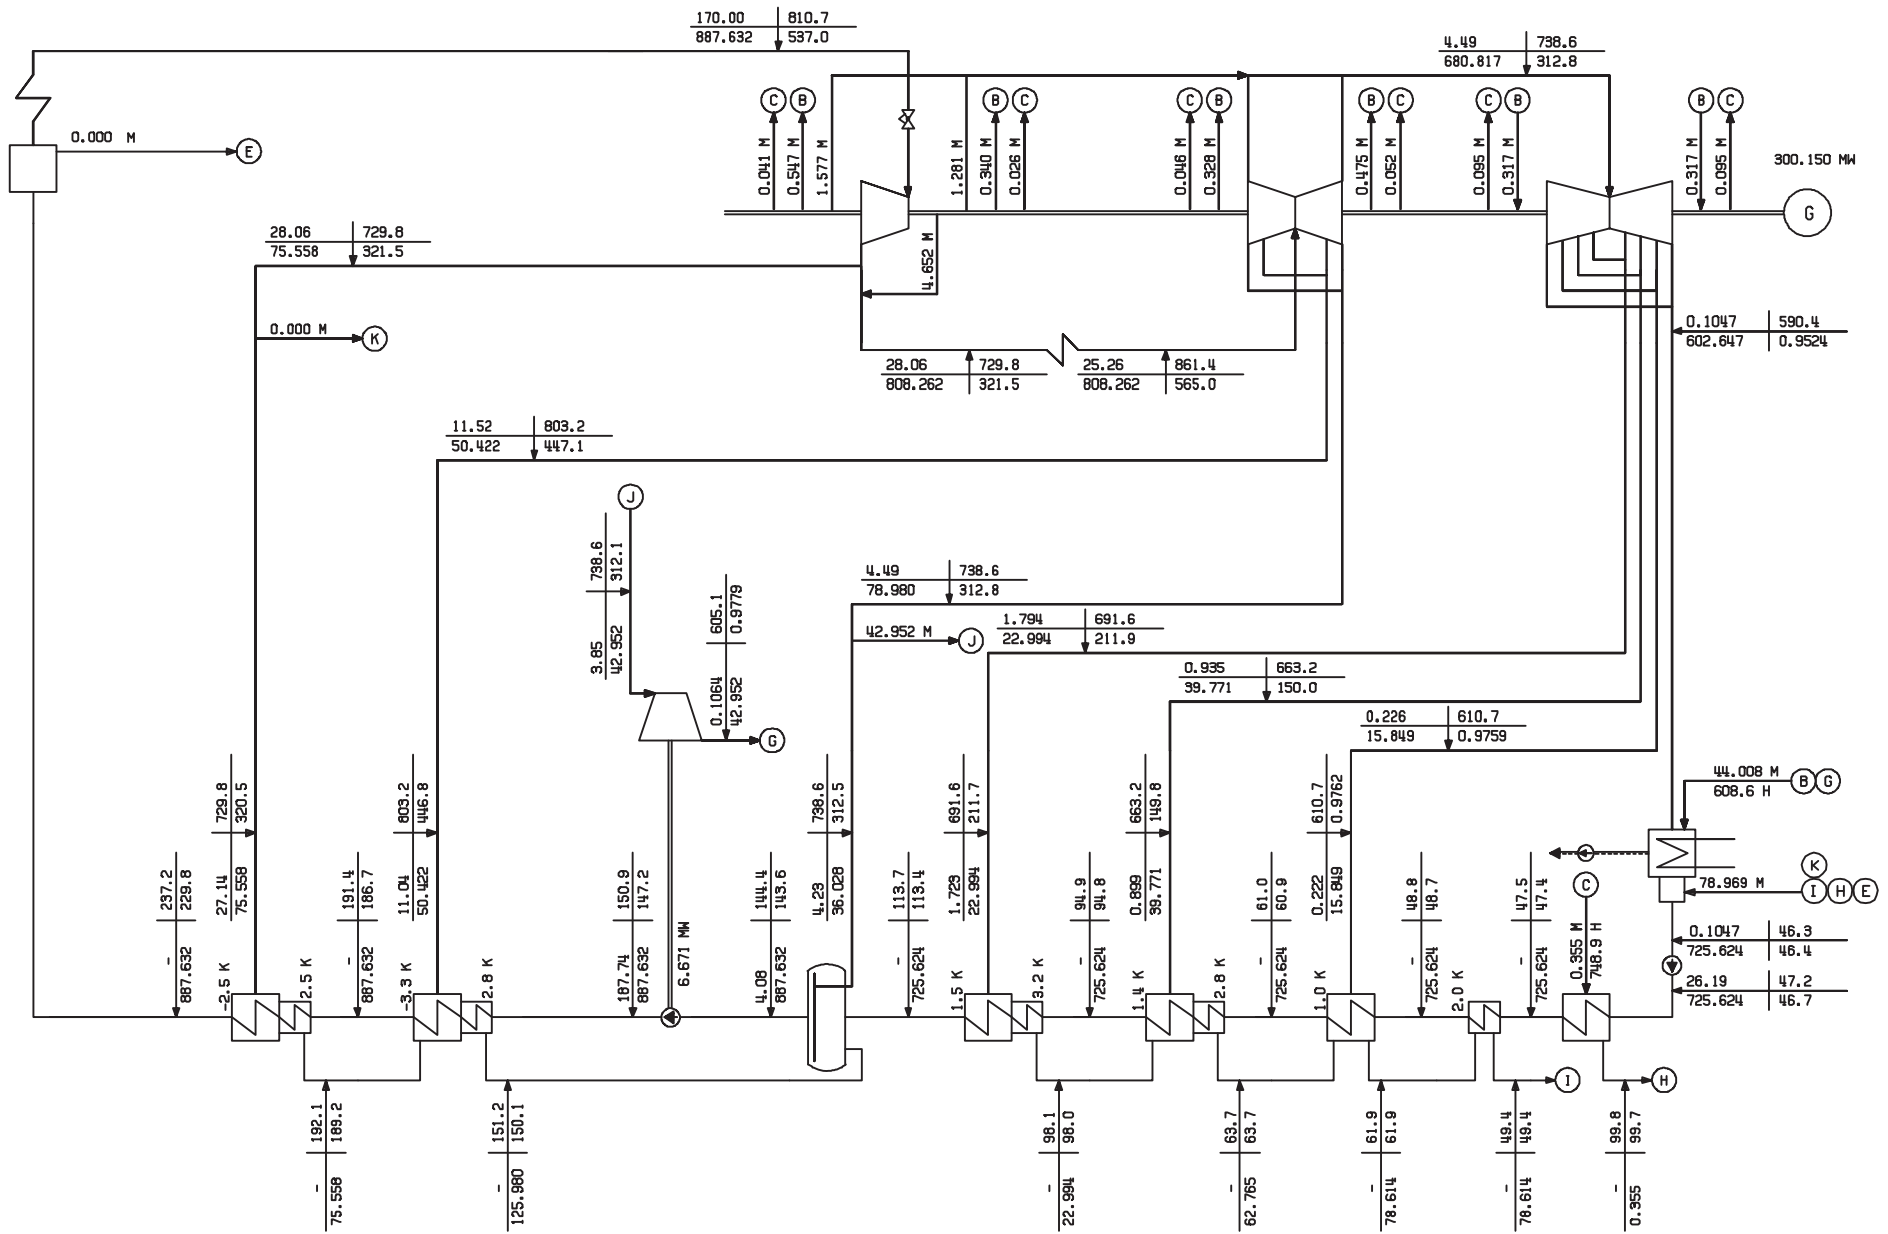 170.00 810.7
887.632 537.0
4.49 738.6
680.817 312.8
C B B C C B B C C B B C
0.000 M
E
0.041 M
0.547 M
1.577 M
1.281 M
0.340 M
0.026 M
0.046 M
0.328 M
0.475 M
0.052 M
0.095 M
0.317 M
0.317 M
0.095 M
300.150 MW
G
28.06 729.8
75.558 321.5
4.652 M
0.000 M
K
0.1047 590.4
602.647 0.9524
28.06 729.8
808.262 321.5
25.26 861.4
808.262 565.0
11.52 803.2
50.422 447.1
J
738.6
312.1
3.85
42.952
605.1
0.9779
0.1064
42.952
G
4.49 738.6
78.980 312.8
42.952 M
J
1.794 691.6
22.994 211.9
0.935 663.2
39.771 150.0
0.226 610.7
15.849 0.9759
729.8
320.5
27.14
75.558
803.2
446.8
11.04
50.422
738.6
312.5
4.23
36.028
691.6
211.7
1.723
22.994
663.2
149.8
0.899
39.771
610.7
0.9762
0.222
15.849
44.008 M
608.6 H
B G
K
78.969 M
I H E
C
0.355 M
748.9 H
237.2
229.8
-
887.632
191.4
186.7
-
887.632
150.9
147.2
187.74
887.632
6.671 MW
144.4
143.6
4.08
887.632
113.7
113.4
-
725.624
94.9
94.8
-
725.624
61.0
60.9
-
725.624
48.8
48.7
-
725.624
47.5
47.4
-
725.624
0.1047 46.3
725.624 46.4
26.19 47.2
725.624 46.7
-2.5 K
2.5 K
-3.3 K
2.8 K
1.5 K
3.2 K
1.4 K
2.8 K
1.0 K
2.0 K
I
H
192.1
189.2
-
75.558
151.2
150.1
-
125.980
98.1
98.0
-
22.994
63.7
63.7
-
62.765
61.9
61.9
-
78.614
49.4
49.4
-
78.614
99.8
99.7
-
0.355